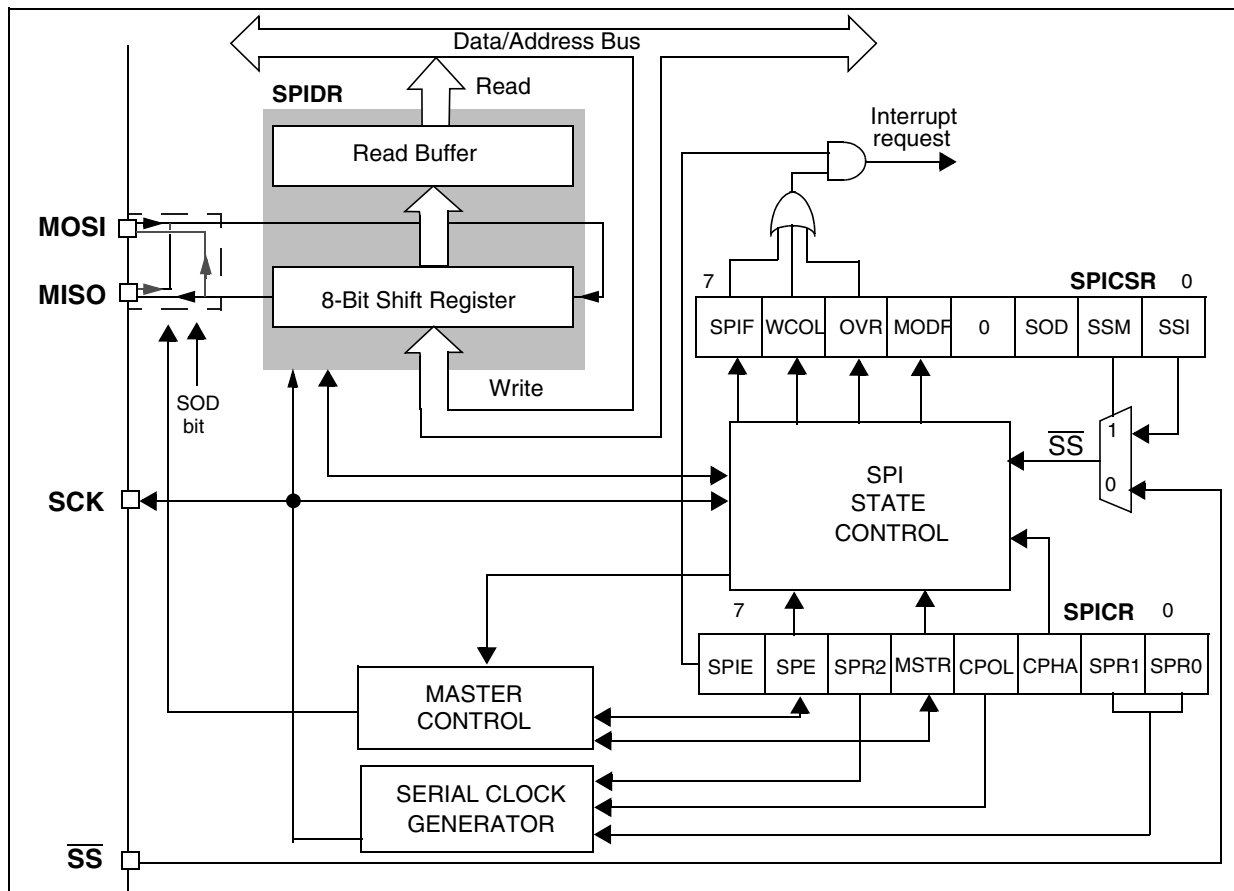 Data/Address Bus
SPIDR
Read
Read Buffer
Interrupt
request
MOSI
MISO
8-Bit Shift Register
7 SPICSR 0
SPIF WCOL OVR MODF 0 SOD SSM SSI
Write
SOD
bit
1
SS
0
SCK
SPI
STATE
CONTROL
7 SPICR 0
SPIE SPE SPR2 MSTR CPOL CPHA SPR1 SPR0
MASTER
CONTROL
SERIAL CLOCK
GENERATOR
SS